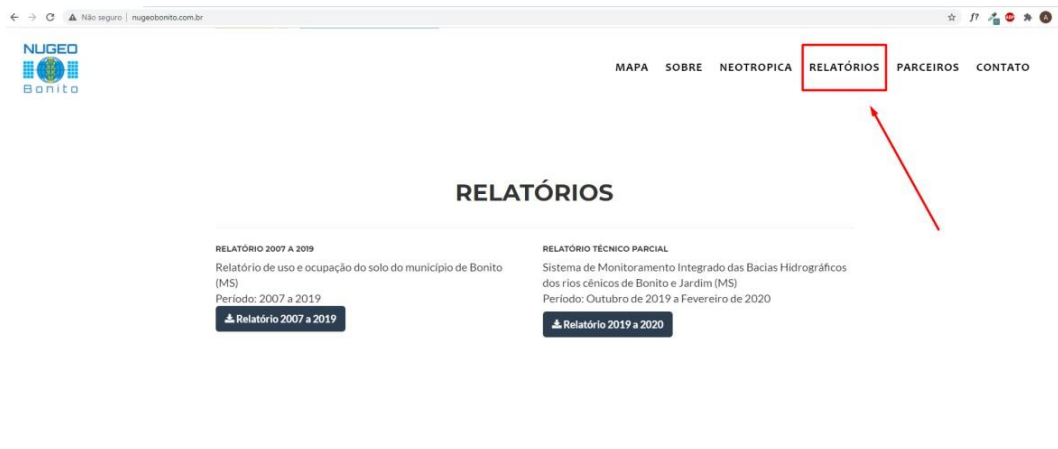 Não seguro | nugeobonito.com.br
NUGEO
Bonito
MAPA SOBRE NEOTROPICA RELATÓRIOS PARCEIROS CONTATO
RELATÓRIOS
RELATÓRIO 2007 A 2019
Relatório de uso e ocupação do solo do município de Bonito
(MS)
Período: 2007 a 2019
Relatório 2007 a 2019
RELATÓRIO TÉCNICO PARCIAL
Sistema de Monitoramento Integrado das Bacias Hidrográficos
dos rios cênicos de Bonito e Jardim (MS)
Período: Outubro de 2019 a Fevereiro de 2020
Relatório 2019 a 2020